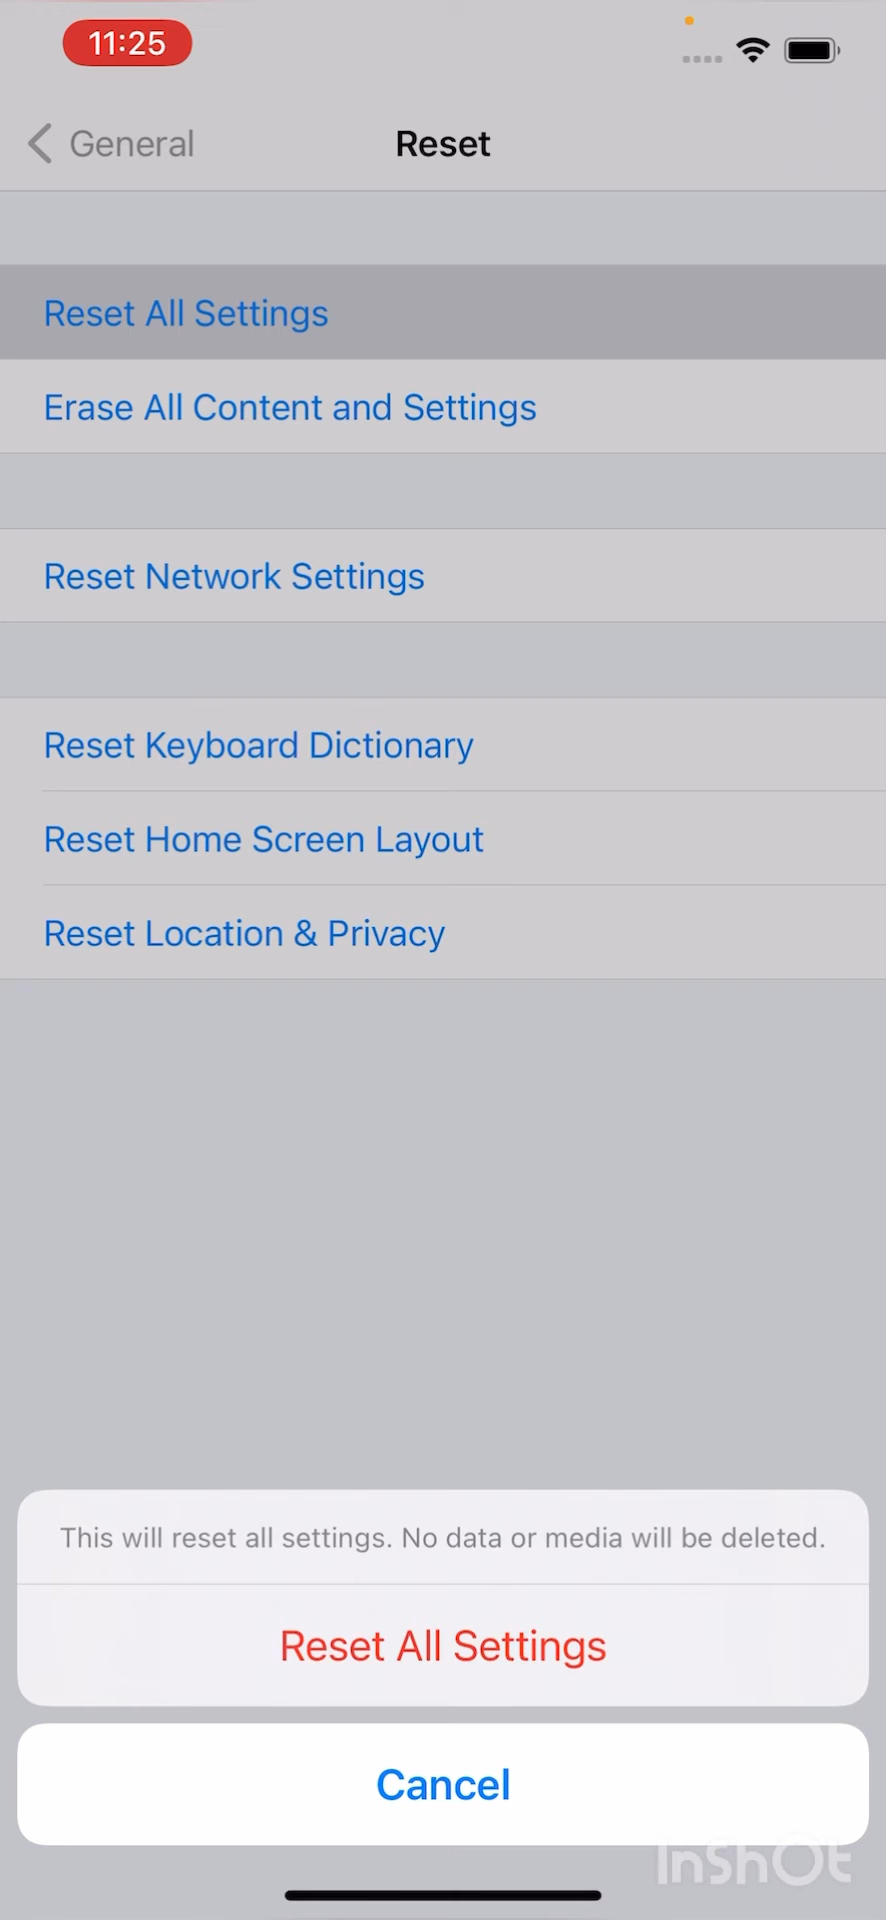 11:25
General
Reset
Reset All Settings
Erase All Content and Settings
Reset Network Settings
Reset Keyboard Dictionary
Reset Home Screen Layout
Reset Location & Privacy
This will reset all settings. No data or media will be deleted.
Reset All Settings
Cancel
InShOt